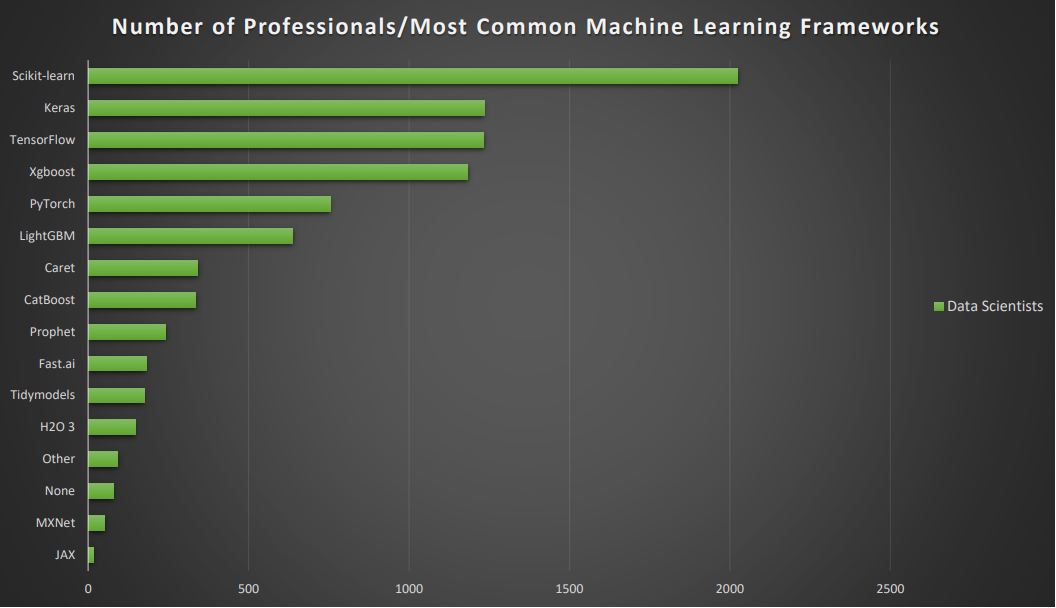 Number of Professionals/Most Common Machine Learning Frameworks
Scikit-learn
Keras
TensorFlow
Xgboost
PyTorch
LightGBM
Caret
CatBoost
Data Scientists
Prophet
Fast.ai
Tidymodels
H2O 3
Other
None
MXNet
JAX
0 500 1000 1500 2000 2500